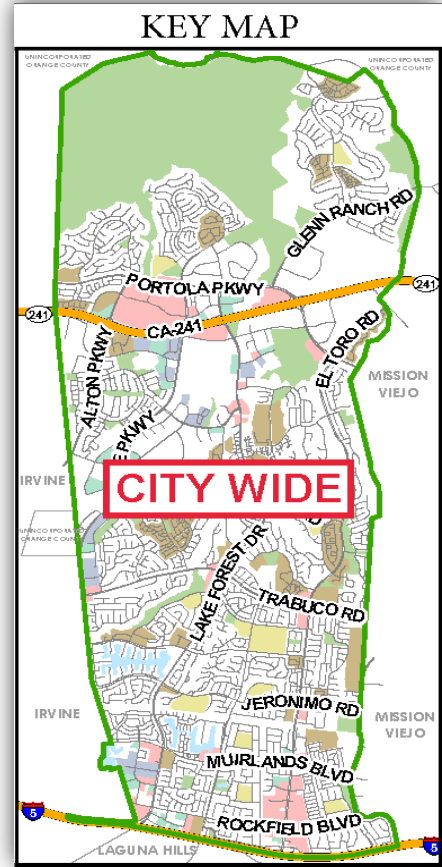 KEY MAP
UNINCORPORATED
ORANGE COUNTY
UNINCORPORATED
ORANGE COUNTY
GLENN RANCH RD
PORTOLA PKWY
241
241
CA-241
ALTON PKWY
EL TORO RD
MISSION
VIEJO
E PKWY
IRVINE
CITY WIDE
UNINCORPORATED
ORANGE COUNTY
LAKE FOREST DR
TRABUCO RD
IRVINE
JERONIMO RD
MISSION
VIEJO
MUIRLANDS BLVD
5
ROCKFIELD BLVD
5
LAGUNA HILLS